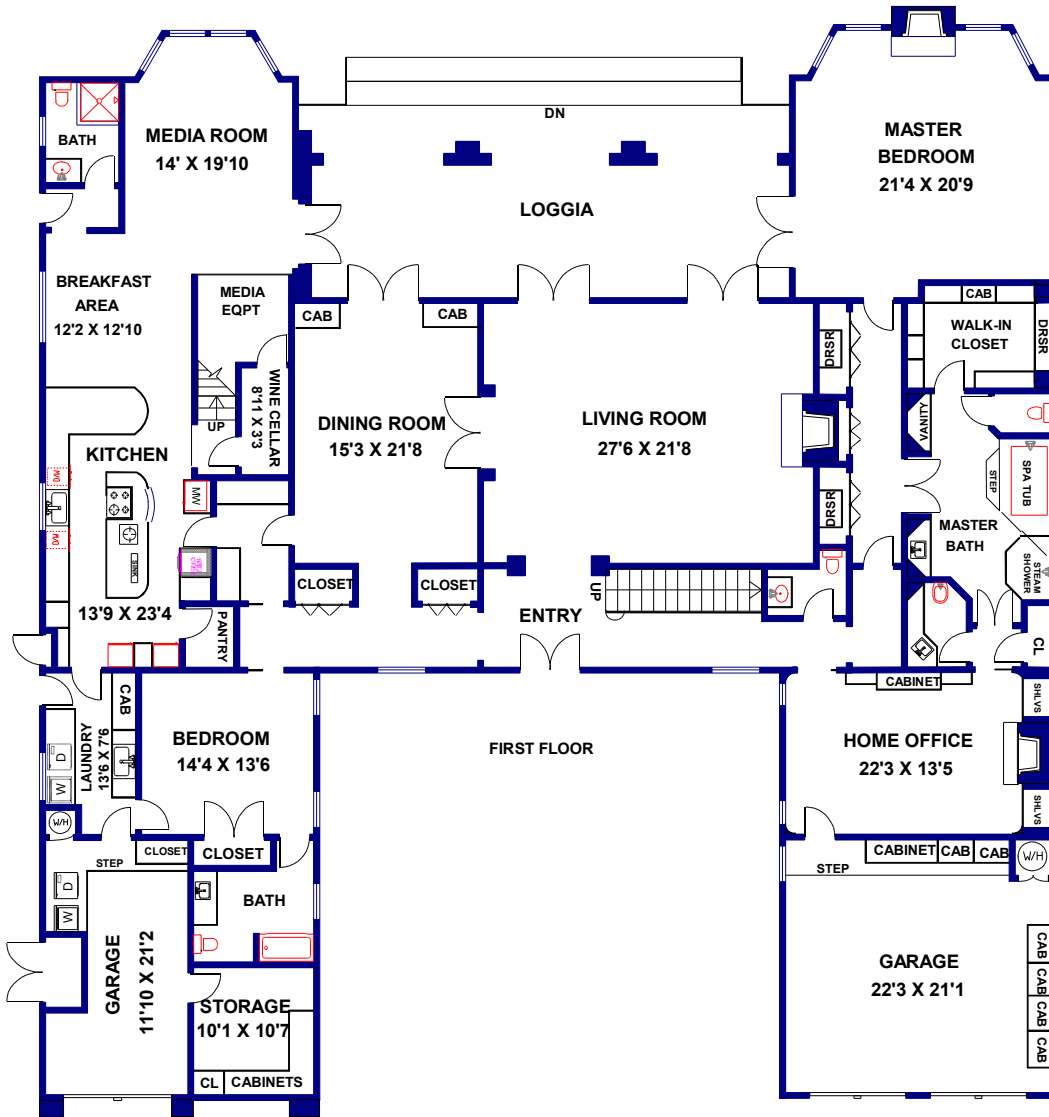 DN
BATH
MEDIA ROOM
14' X 19'10
MASTER
BEDROOM
21'4 X 20'9
LOGGIA
BREAKFAST
AREA
12'2 X 12'10
MEDIA
EQPT
CAB
CAB
CAB
WALK-IN
CLOSET
DRSR
DRSR
WINE CELLAR
8'11 X 3'3
UP
DINING ROOM
15'3 X 21'8
LIVING ROOM
27'6 X 21'8
VANITY
KITCHEN
MW
STEP
SPA TUB
DRSR
MASTER
BATH
SINK
STEAM
SHOWER
13'9 X 23'4
CLOSET
CLOSET
UP
ENTRY
PANTRY
CL
CAB
CABINET
SHLVS
LAUNDRY
13'6 X 7'6
BEDROOM
14'4 X 13'6
FIRST FLOOR
HOME OFFICE
22'3 X 13'5
D
W
SHLVS
W/H
STEP
CLOSET
CLOSET
CABINET
CAB
CAB
W/H
STEP
D
W
BATH
GARAGE
11'10 X 21'2
GARAGE
22'3 X 21'1
CAB
CAB
CAB
CAB
STORAGE
10'1 X 10'7
CL
CABINETS